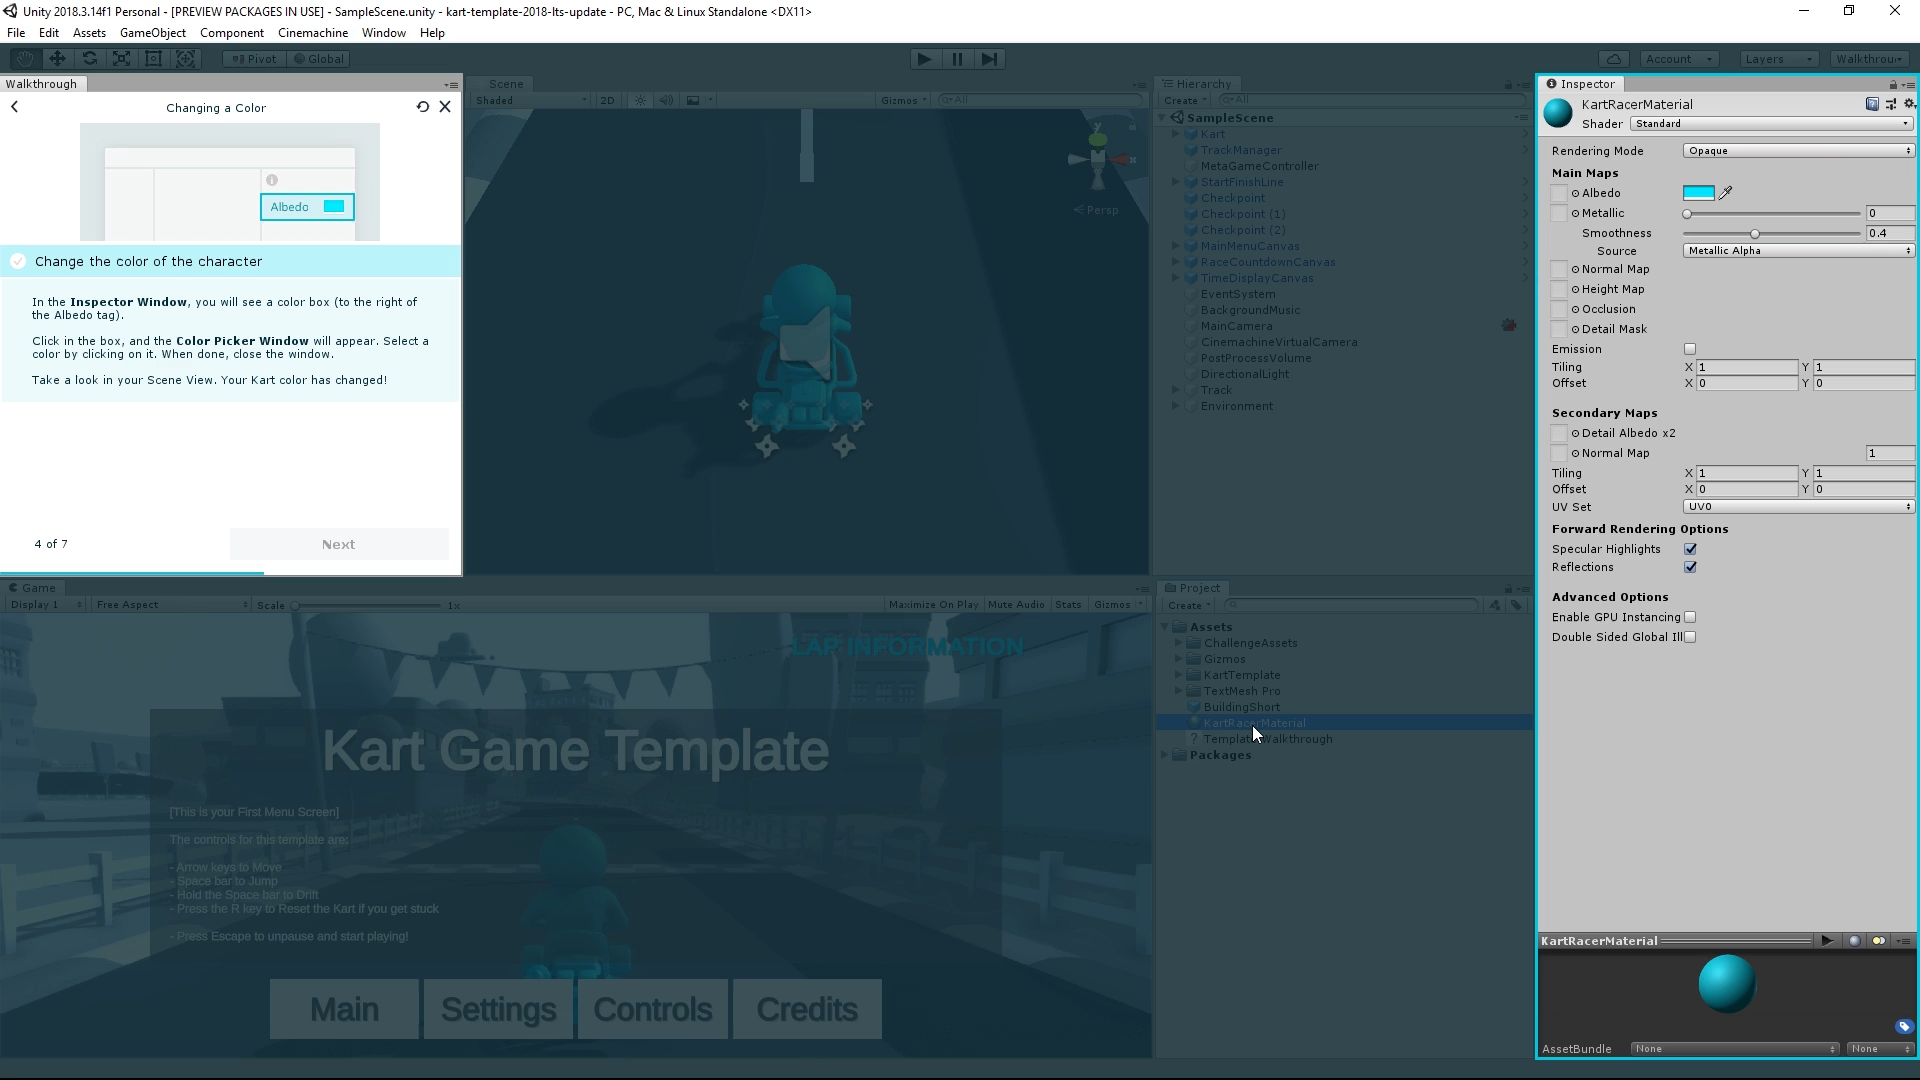 Unity 2018.3.14f1 Personal - [PREVIEW PACKAGES IN USE] - SampleScene.unity - kart-template-2018-lts-update - PC, Mac & Linux Standalone <DX11>
File Edit Assets GameObject Component Cinemachine Window Help
Pivot Global
Account Layers
Walkthrough
Changing a Color
Albedo
Change the color of the character
In the Inspector Window, you will see a color box (to the right of
the Albedo tag).
Click in the box, and the Color Picker Window will appear. Select a
color by clicking on it. When done, close the window.
Take a look in your Scene View. Your Kart color has changed!
4 of 7
Next
Scene
Shaded 2D Gizmos All
y
x
Persp
Hierarchy
Create All
SampleScene
Kart
TrackManager
MetaGameController
StartFinishLine
Checkpoint
Checkpoint (1)
Checkpoint (2)
MainMenuCanvas
RaceCountdownCanvas
TimeDisplayCanvas
EventSystem
BackgroundMusic
MainCamera
CinemachineVirtualCamera
PostProcessVolume
DirectionalLight
Track
Environment
Game
Display 1 Free Aspect Scale 1x Maximize On Play Mute Audio Stats Gizmos
LAP INFORMATION
Kart Game Template
[This is your First Menu Screen]
The controls for this template are:
- Arrow keys to Move
- Space bar to Jump
- Hold the Space bar to Drift
- Press the R key to Reset the Kart if you get stuck
- Press Escape to unpause and start playing!
Main Settings Controls Credits
Project
Create
Assets
ChallengeAssets
Gizmos
KartTemplate
TextMesh Pro
BuildingShort
KartRacerMaterial
Packages
Inspector
KartRacerMaterial
Shader Standard
Rendering Mode Opaque
Main Maps
Albedo
Metallic 0
Smoothness 0.4
Source Metallic Alpha
Normal Map
Height Map
Occlusion
Detail Mask
Emission
Tiling X 1 Y 1
Offset X 0 Y 0
Secondary Maps
Detail Albedo x2
Normal Map 1
Tiling X 1 Y 1
Offset X 0 Y 0
UV Set UV0
Forward Rendering Options
Specular Highlights
Reflections
Advanced Options
Enable GPU Instancing
Double Sided Global Ill
KartRacerMaterial
AssetBundle None None